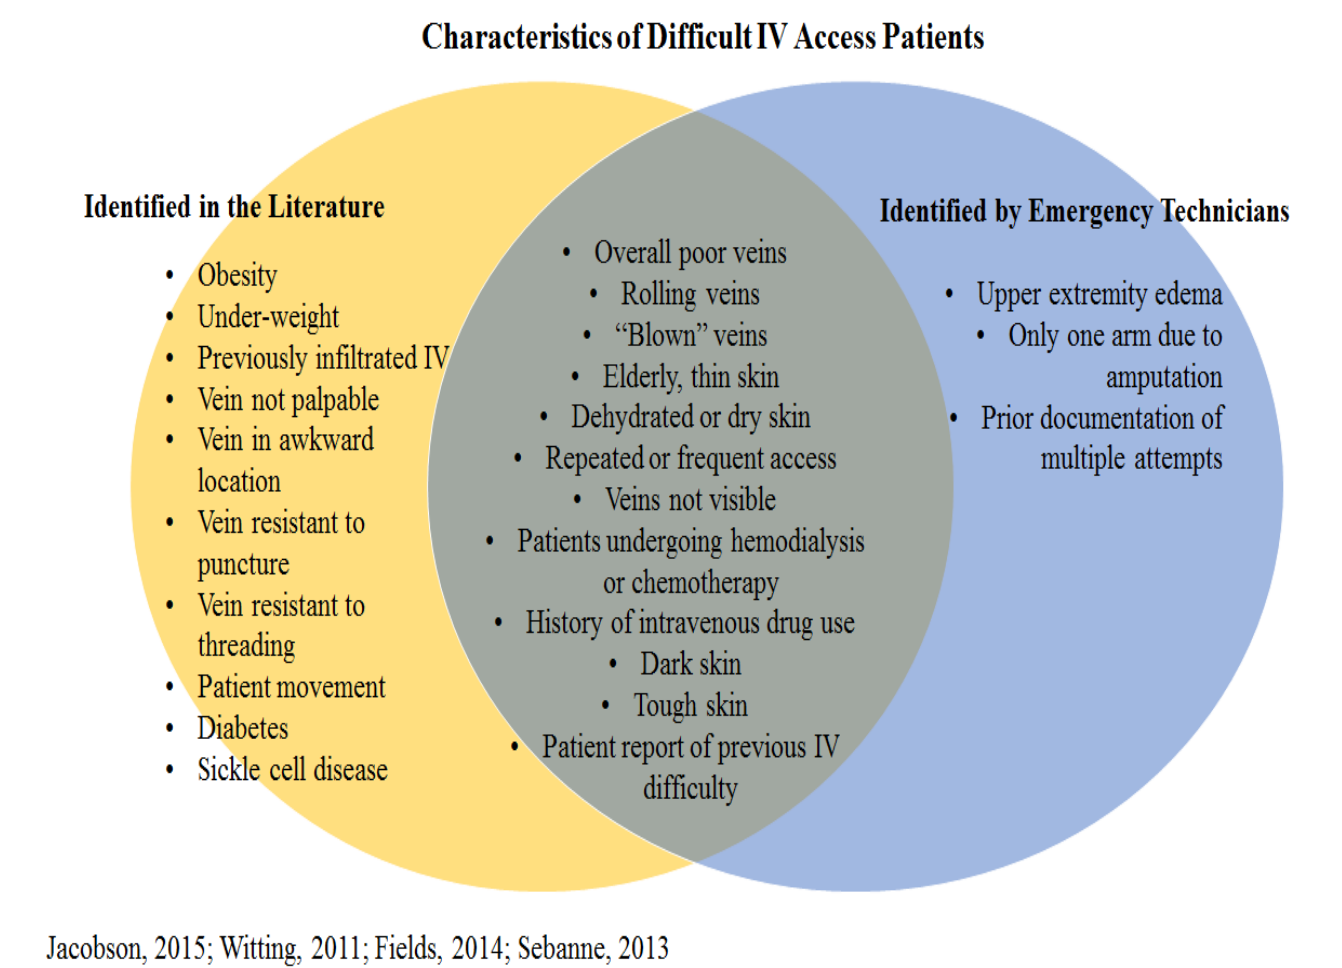 Characteristics of Difficult IV Access Patients
Identified in the Literature
• Obesity
• Under-weight
• Previously infiltrated IV
• Vein not palpable
• Vein in awkward
location
• Vein resistant to
puncture
• Vein resistant to
threading
• Patient movement
• Diabetes
• Sickle cell disease
• Overall poor veins
• Rolling veins
• “Blown” veins
• Elderly, thin skin
• Dehydrated or dry skin
• Repeated or frequent access
• Veins not visible
• Patients undergoing hemodialysis
or chemotherapy
• History of intravenous drug use
• Dark skin
• Tough skin
• Patient report of previous IV
difficulty
Identified by Emergency Technicians
• Upper extremity edema
• Only one arm due to
amputation
• Prior documentation of
multiple attempts
Jacobson, 2015; Witting, 2011; Fields, 2014; Sebanne, 2013